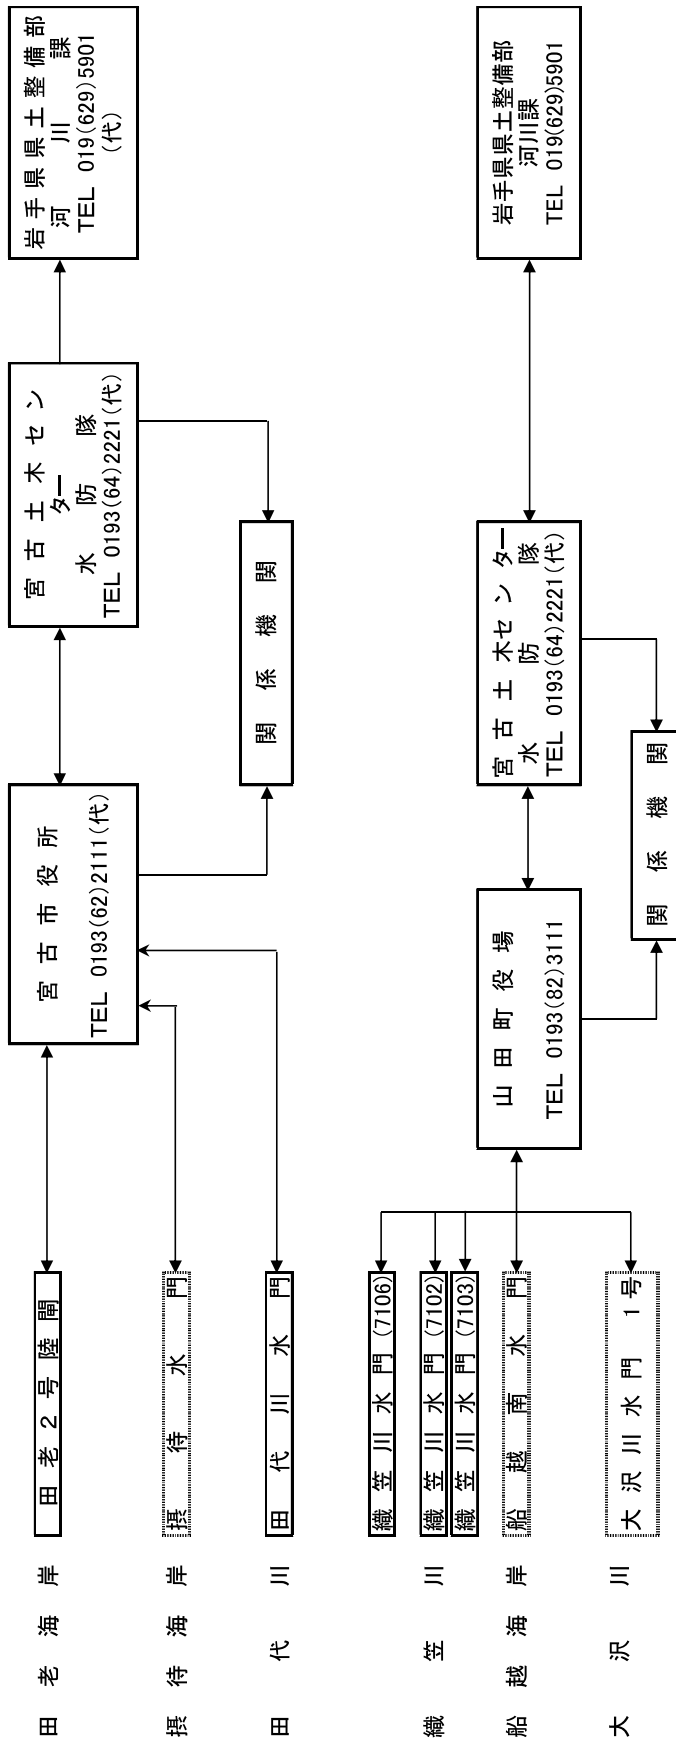 田老海岸
田老2号陸閘
宮古市役所
TEL 0193(62)2111(代)
宮古土木セン
ター
水防隊
TEL 0193(64)2221(代)
岩手県県土整備部
河川課
TEL 019(629)5901
(代)
摂待海岸
摂待水門
田代川
田代川水門
関係機関
織笠川水門(7106)
織笠川
織笠川水門(7102)
織笠川水門(7103)
山田町役場
TEL 0193(82)3111
宮古土木センター
水防隊
TEL 0193(64)2221(代)
岩手県県土整備部
河川課
TEL 019(629)5901
船越海岸
船越南水門
大沢川
大沢川水門 1号
関係機関